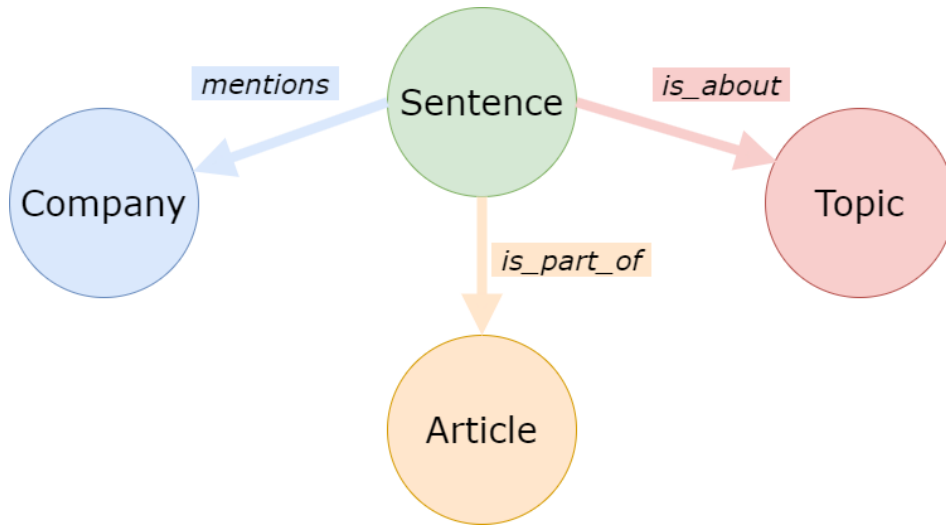 mentions
Sentence
is_about
Company
Topic
is_part_of
Article